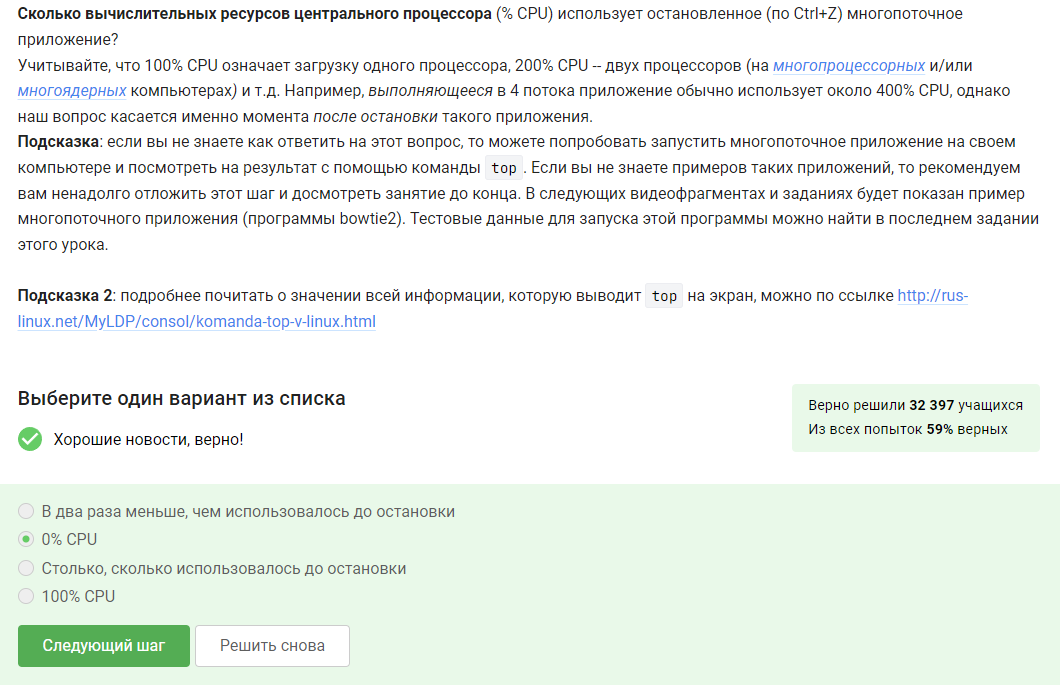 Сколько вычислительных ресурсов центрального процессора (% CPU) использует остановленное (по Ctrl+Z) многопоточное
приложение?
Учитывайте, что 100% CPU означает загрузку одного процессора, 200% CPU -- двух процессоров (на многопроцессорных и/или
многоядерных компьютерах) и т.д. Например, выполняющееся в 4 потока приложение обычно использует около 400% CPU, однако
наш вопрос касается именно момента после остановки такого приложения.
Подсказка: если вы не знаете как ответить на этот вопрос, то можете попробовать запустить многопоточное приложение на своем
компьютере и посмотреть на результат с помощью команды top. Если вы не знаете примеров таких приложений, то рекомендуем
вам ненадолго отложить этот шаг и досмотреть занятие до конца. В следующих видеофрагментах и заданиях будет показан пример
многопоточного приложения (программы bowtie2). Тестовые данные для запуска этой программы можно найти в последнем задании
этого урока.
Подсказка 2: подробнее почитать о значении всей информации, которую выводит top на экран, можно по ссылке http://rus-
linux.net/MyLDP/consol/komanda-top-v-linux.html
Выберите один вариант из списка
Хорошие новости, верно!
Верно решили 32 397 учащихся
Из всех попыток 59% верных
В два раза меньше, чем использовалось до остановки
0% CPU
Столько, сколько использовалось до остановки
100% CPU
Следующий шаг
Решить снова